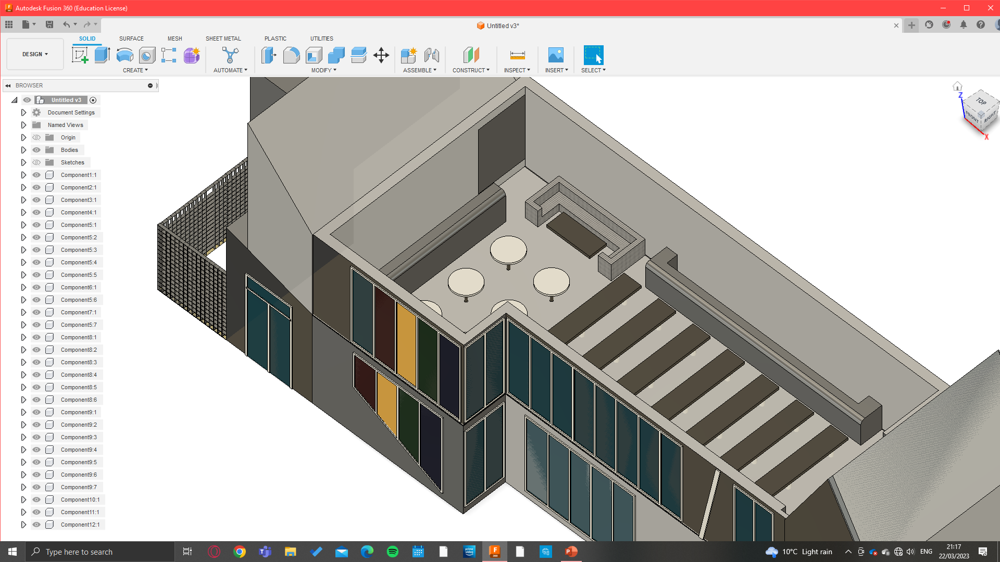 Autodesk Fusion 360 (Education License)
Untitled v3*
DESIGN
SOLID SURFACE MESH SHEET METAL PLASTIC UTILITIES
CREATE AUTOMATE MODIFY ASSEMBLE CONSTRUCT INSPECT INSERT SELECT
BROWSER
Untitled v3
Document Settings
Named Views
Origin
Bodies
Sketches
Component1:1
Component2:1
Component3:1
Component4:1
Component5:1
Component5:2
Component5:3
Component5:4
Component5:5
Component6:1
Component5:6
Component7:1
Component5:7
Component8:1
Component8:2
Component8:3
Component8:4
Component8:5
Component8:6
Component9:1
Component9:2
Component9:3
Component9:4
Component9:5
Component9:6
Component9:7
Component10:1
Component11:1
Component12:1
Z
TOP
FRONT
RIGHT
X
Type here to search
prime video
F
360
P
10°C Light rain
ENG
21:17
22/03/2023